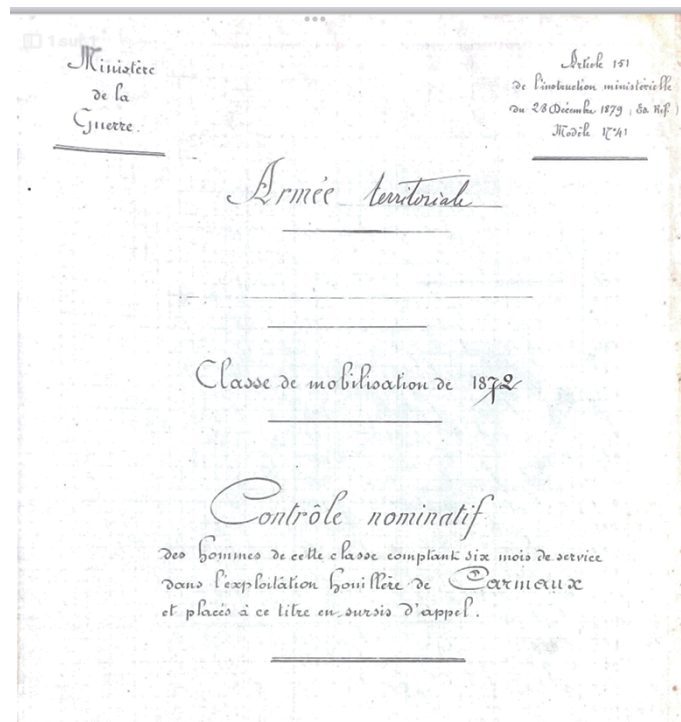 Ministère
de la
Guerre.
Article 151
de l'instruction ministérielle
du 28 Décembre 1879
Modèle N°41
Armée territoriale
Classe de mobilisation de 1872
Contrôle nominatif
des hommes de cette classe comptant six mois de service
dans l'exploitation houillère de Carmaux
et placés à ce titre en sursis d'appel.